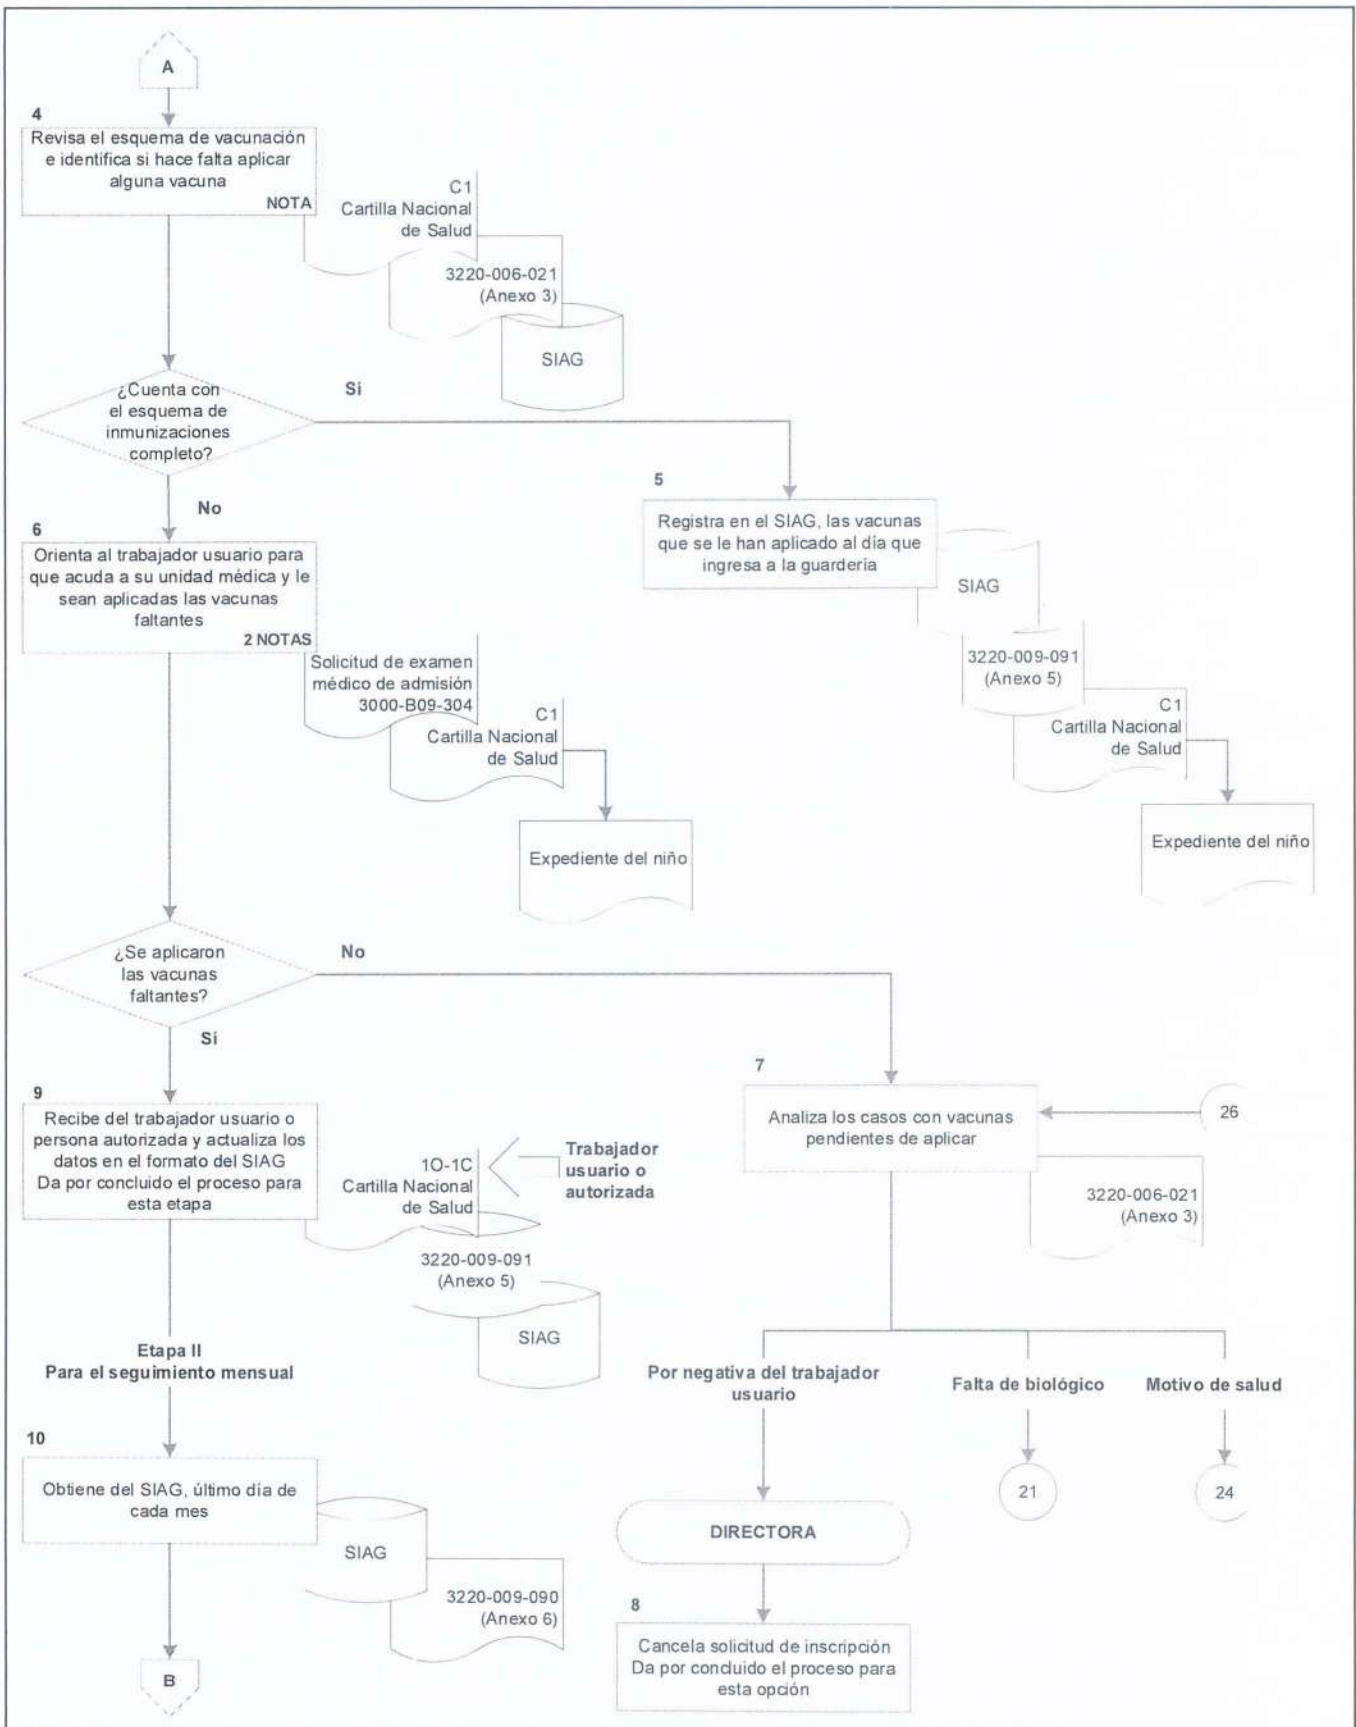 A
4
Revisa el esquema de vacunación
e identifica si hace falta aplicar
alguna vacuna
NOTA
C1
Cartilla Nacional
de Salud
3220-006-021
(Anexo 3)
SIAG
¿Cuenta con
el esquema de
inmunizaciones
completo?
Si
No
5
Registra en el SIAG, las vacunas
que se le han aplicado al día que
ingresa a la guardería
SIAG
3220-009-091
(Anexo 5)
C1
Cartilla Nacional
de Salud
Expediente del niño
6
Orienta al trabajador usuario para
que acuda a su unidad médica y le
sean aplicadas las vacunas
faltantes
2 NOTAS
Solicitud de examen
médico de admisión
3000-B09-304
C1
Cartilla Nacional
de Salud
Expediente del niño
¿Se aplicaron
las vacunas
faltantes?
No
Si
7
Analiza los casos con vacunas
pendientes de aplicar
26
3220-006-021
(Anexo 3)
9
Recibe del trabajador usuario o
persona autorizada y actualiza los
datos en el formato del SIAG
Da por concluido el proceso para
esta etapa
1O-1C
Cartilla Nacional
de Salud
Trabajador
usuario o
autorizada
3220-009-091
(Anexo 5)
SIAG
Etapa II
Para el seguimiento mensual
Por negativa del trabajador
usuario
Falta de biológico
Motivo de salud
21
24
10
Obtiene del SIAG, último día de
cada mes
SIAG
3220-009-090
(Anexo 6)
DIRECTORA
8
Cancela solicitud de inscripción
Da por concluido el proceso para
esta opción
B